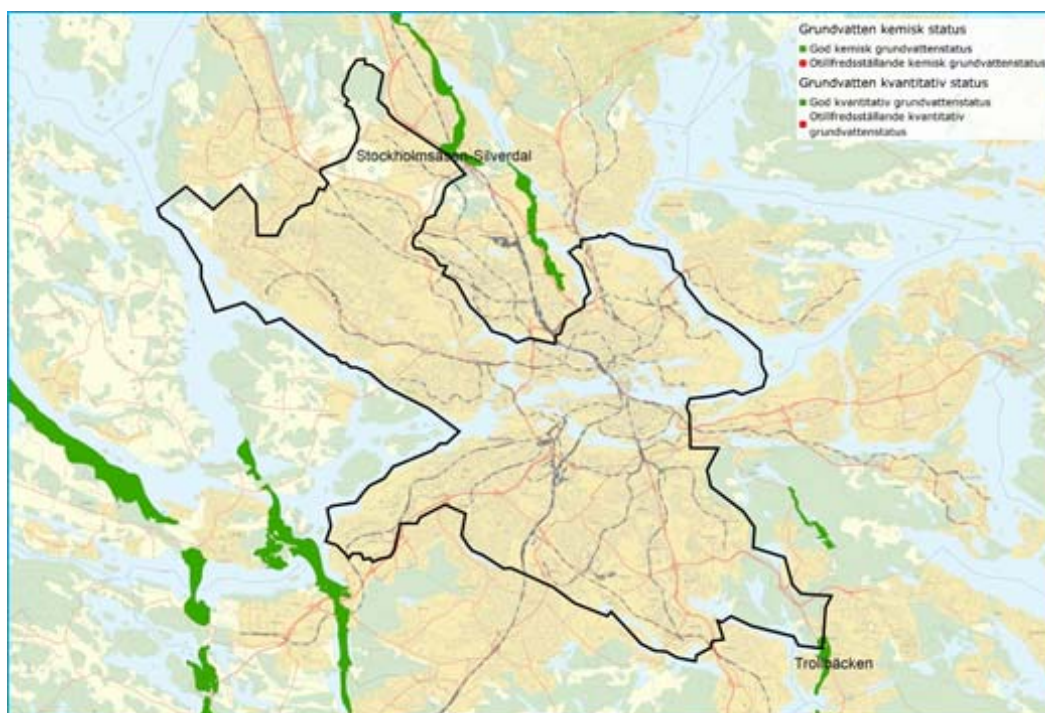 Grundvatten kemisk status
God kemisk grundvattenstatus
Otillfredsställande kemisk grundvattenstatus
Grundvatten kvantitativ status
God kvantitativ grundvattenstatus
Otillfredsställande kvantitativ
grundvattenstatus
Stockholmsåsen-Silverdal
Trollbäcken